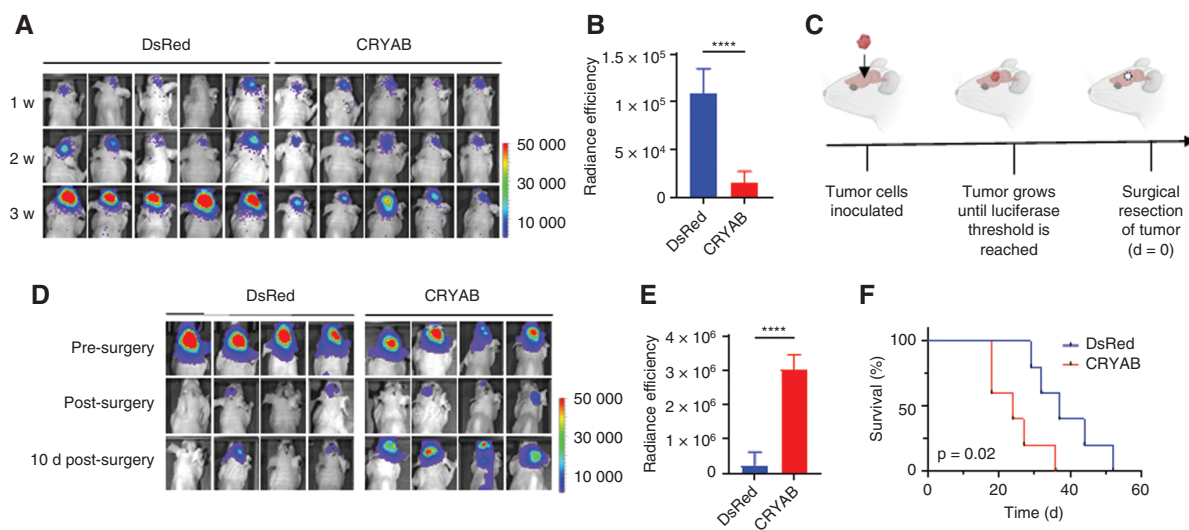 A
DsRed
CRYAB
1 w
2 w
3 w
50 000
30 000
10 000
B
****
1.5 × 10⁵
1 × 10⁵
5 × 10⁴
0
Radiance efficiency
DsRed
CRYAB
C
Tumor cells
inoculated
Tumor grows
until luciferase
threshold is
reached
Surgical
resection
of tumor
(d = 0)
D
DsRed
CRYAB
Pre-surgery
Post-surgery
10 d post-surgery
50 000
30 000
10 000
E
****
4 × 10⁶
3 × 10⁶
2 × 10⁶
1 × 10⁶
0
Radiance efficiency
DsRed
CRYAB
F
100
50
0
Survival (%)
DsRed
CRYAB
p = 0.02
0
20
40
60
Time (d)